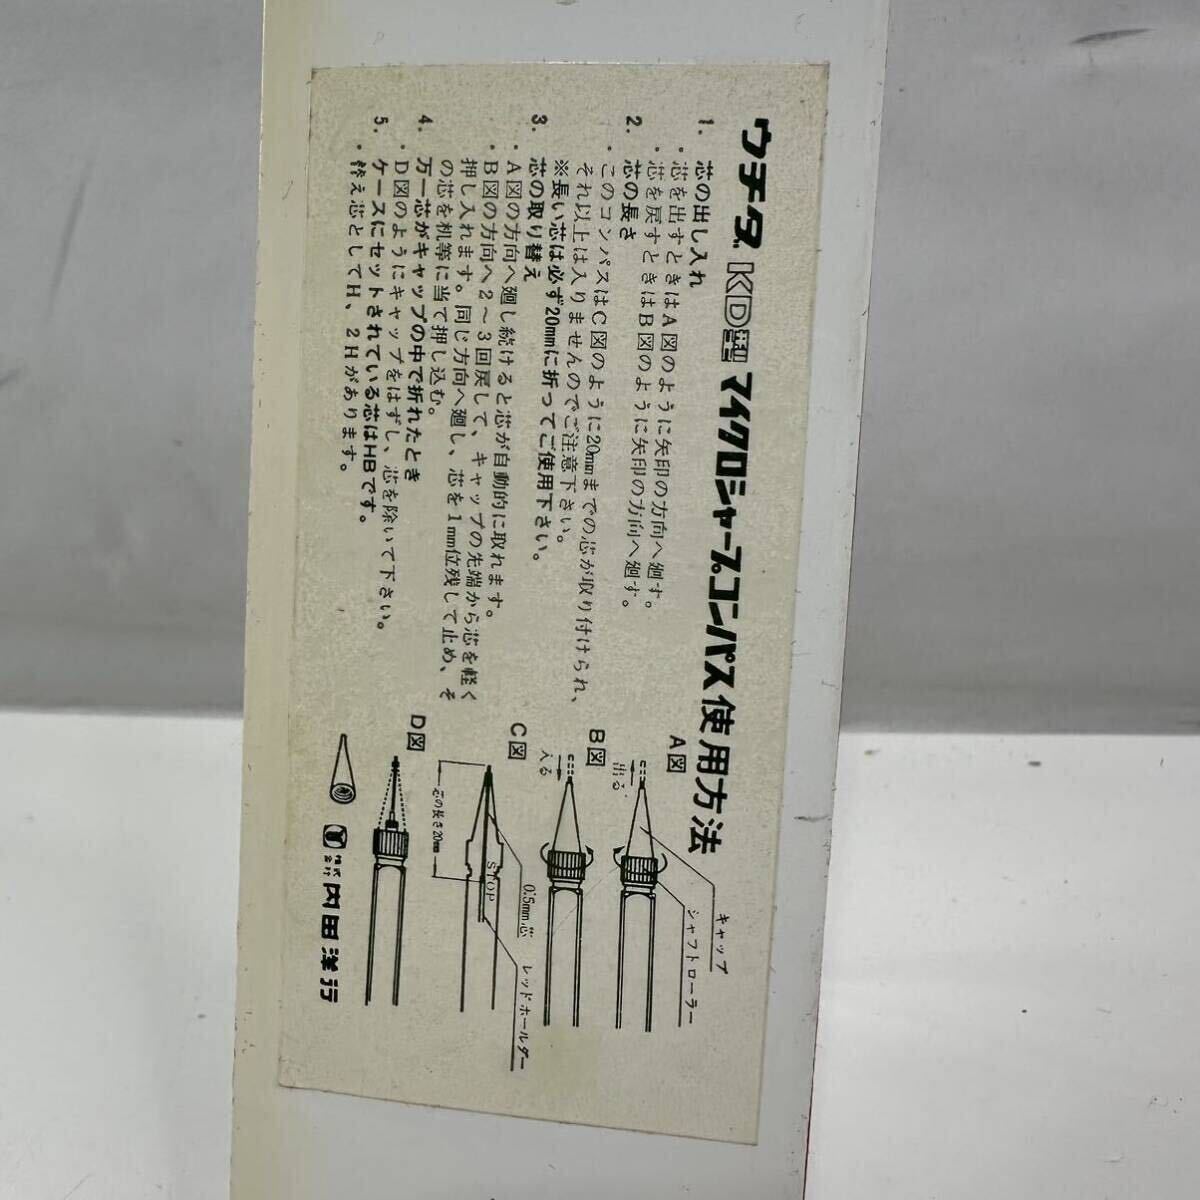 ウチダ KD型 マイクロシャープコンパス使用方法
1. 芯の出し入れ
・芯を出すときはA図のように矢印の方向へ廻す。
・芯を戻すときはB図のように矢印の方向へ廻す。
2. 芯の長さ
・このコンパスはC図のように20mmまでの芯が取り付けられ、
それ以上は入りませんのでご注意下さい。
※長い芯は必ず20mmに折ってご使用下さい。
3. 芯の取り替え
・A図の方向へ廻し続けると芯が自動的に取れます。
・B図の方向へ2〜3回戻して、キャップの先端から芯を軽く
押し入れます。同じ方向へ廻し、芯を1mm位残して止め、そ
の芯を机等に当て押し込む。
4. 万一芯がキャップの中で折れたとき
・D図のようにキャップをはずし、芯を除いて下さい。
5. ケースにセットされている芯はHBです。
・替え芯としてH、2Hがあります。
A図
出る
キャップ
シャフトローラー
B図
入る
C図
芯の長さ20mm
STOP
0.5mm芯
レッドホールダー
D図
株式会社 内田洋行